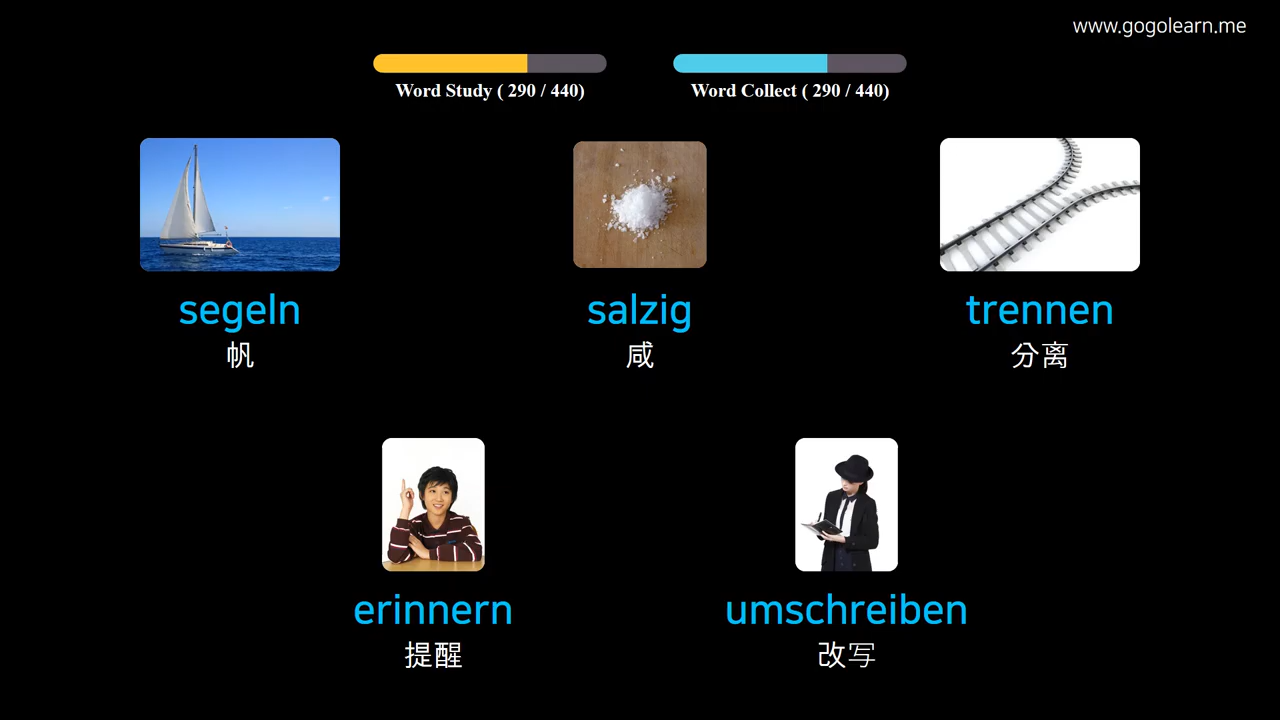 www.gogolearn.me
Word Study ( 290 / 440)
Word Collect ( 290 / 440)
segeln
帆
salzig
咸
trennen
分离
erinnern
提醒
umschreiben
改写